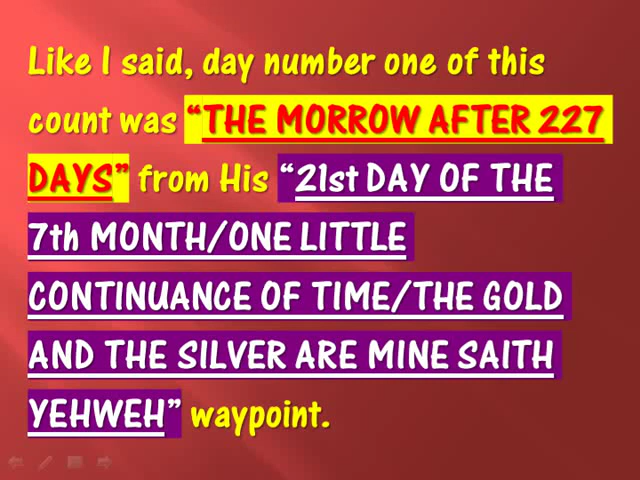 Like I said, day number one of this
count was “THE MORROW AFTER 227
DAYS” from His “21st DAY OF THE
7th MONTH/ONE LITTLE
CONTINUANCE OF TIME/THE GOLD
AND THE SILVER ARE MINE SAITH
YEHWEH” waypoint.